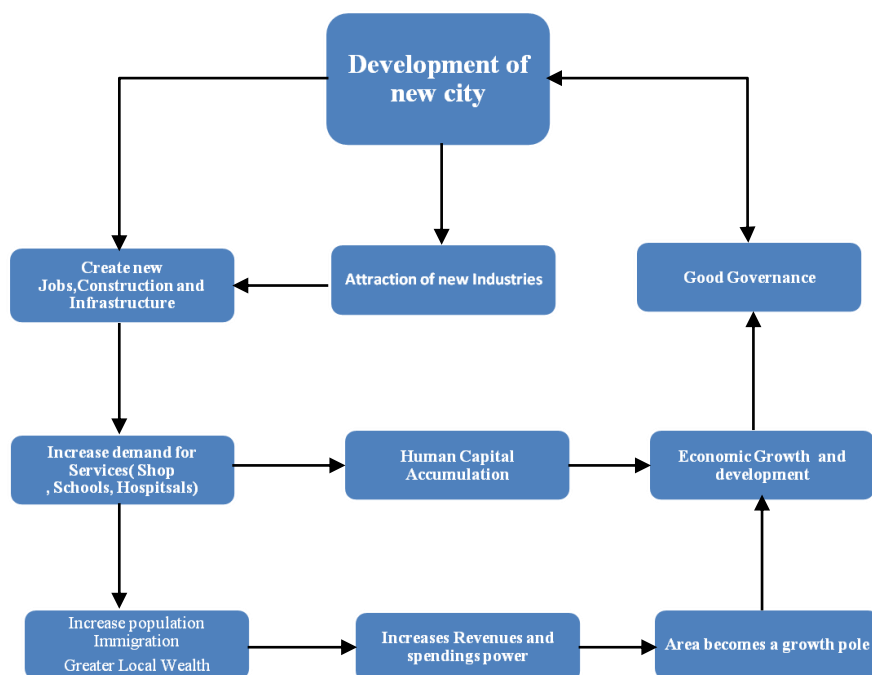 Development of
new city
Create new
Jobs,Construction and
Infrastructure
Attraction of new Industries
Good Governance
Increase demand for
Services( Shop
, Schools, Hospitsals)
Human Capital
Accumulation
Economic Growth and
development
Increase population
Immigration
Greater Local Wealth
Increases Revenues and
spendings power
Area becomes a growth pole